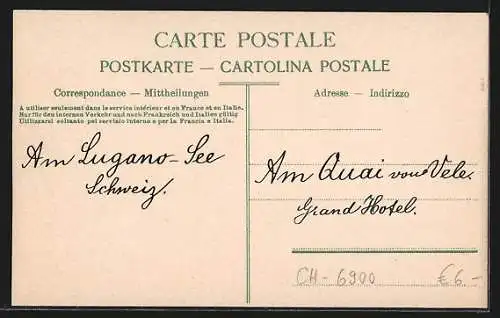 CARTE POSTALE
POSTKARTE — CARTOLINA POSTALE
Correspondance — Mittheilungen
A utiliser seulement dans le service intérieur et en France et en Italie.
Nur für den internen Verkehr und nach Frankreich und Italien gültig
Utilizzarsi soltanto pel servizio interno e per la Francia e Italia.
Adresse — Indirizzo
Am Lugano-See
Schweiz.
Am Quai vom Vele.
Grand Hotel.
CH-6900 €6.-